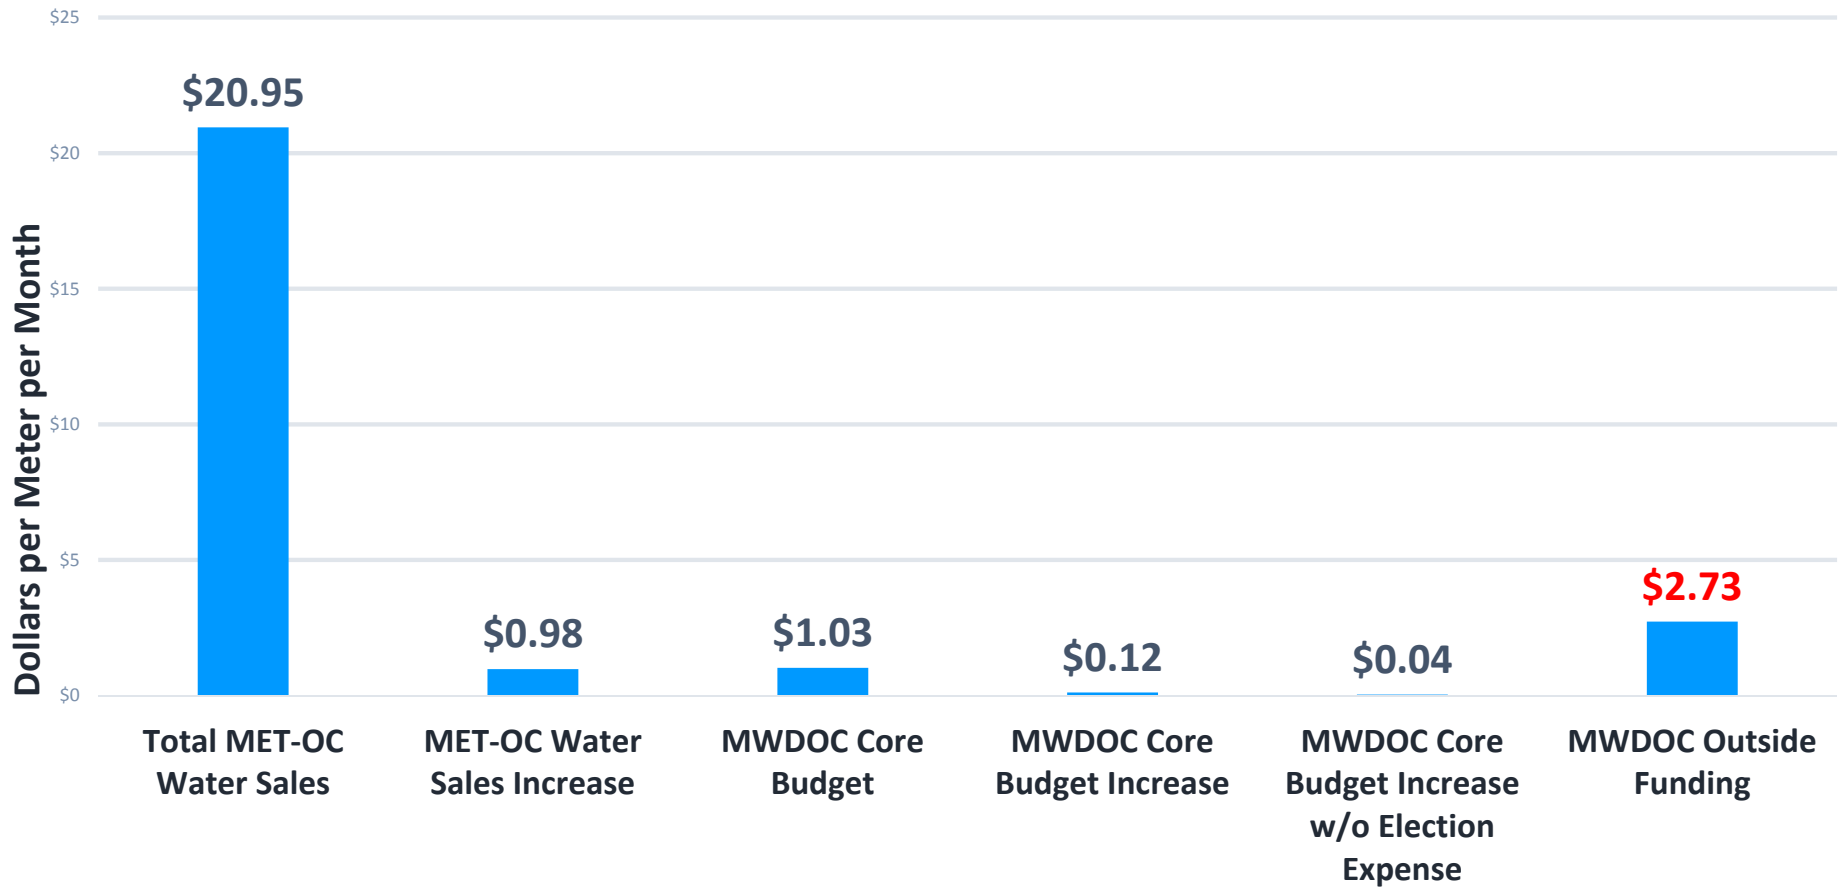 Dollars per Meter per Month
$25
$20
$15
$10
$5
$0
$20.95
$0.98
$1.03
$0.12
$0.04
$2.73
Total MET-OC
Water Sales
MET-OC Water
Sales Increase
MWDOC Core
Budget
MWDOC Core
Budget Increase
MWDOC Core
Budget Increase
w/o Election
Expense
MWDOC Outside
Funding